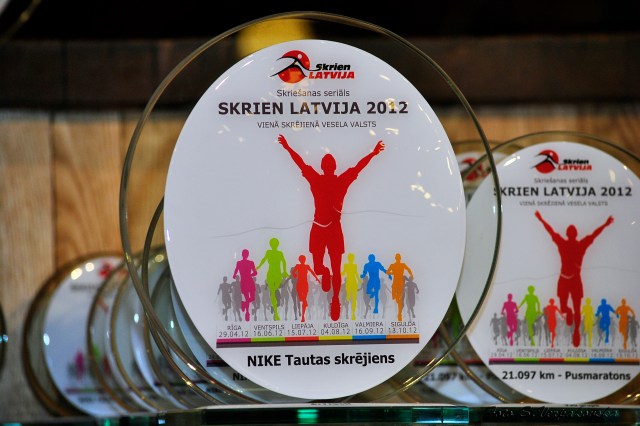 Skrien
LATVIJA
Skriešanas seriāls
SKRIEN LATVIJA 2012
VIENĀ SKRĒJIENĀ VESELA VALSTS
RĪGA VENTSPILS LIEPĀJA KULDĪGA VALMIERA SIGULDA
29.04.12 16.06.12 15.07.12 04.08.12 16.09.12 13.10.12
NIKE Tautas skrējiens
Skrien
LATVIJA
Skriešanas seriāls
SKRIEN LATVIJA 2012
VIENĀ SKRĒJIENĀ VESELA VALSTS
21.097 km - Pusmaratons